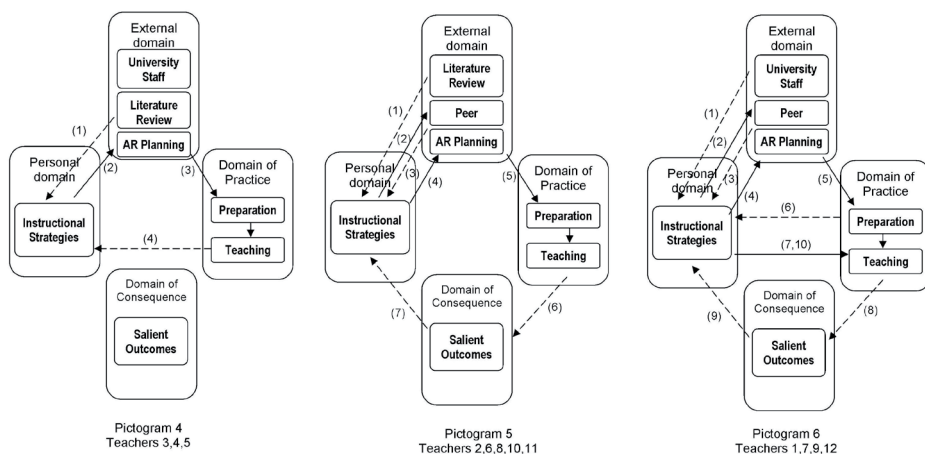 External
domain
University
Staff
Literature
Review
AR Planning
(1)
(2)
(3)
Personal
domain
Instructional
Strategies
Domain of
Practice
Preparation
Teaching
(4)
Domain of
Consequence
Salient
Outcomes
Pictogram 4
Teachers 3,4,5
External
domain
Literature
Review
Peer
AR Planning
(1)
(2)
(3)
(4)
(5)
Personal
domain
Instructional
Strategies
Domain of
Practice
Preparation
Teaching
(6)
(7)
Domain of
Consequence
Salient
Outcomes
Pictogram 5
Teachers 2,6,8,10,11
External
domain
University
Staff
Peer
AR Planning
(1)
(2)
(3)
(4)
(5)
Personal
domain
Instructional
Strategies
Domain of
Practice
Preparation
Teaching
(6)
(7,10)
(8)
(9)
Domain of
Consequence
Salient
Outcomes
Pictogram 6
Teachers 1,7,9,12